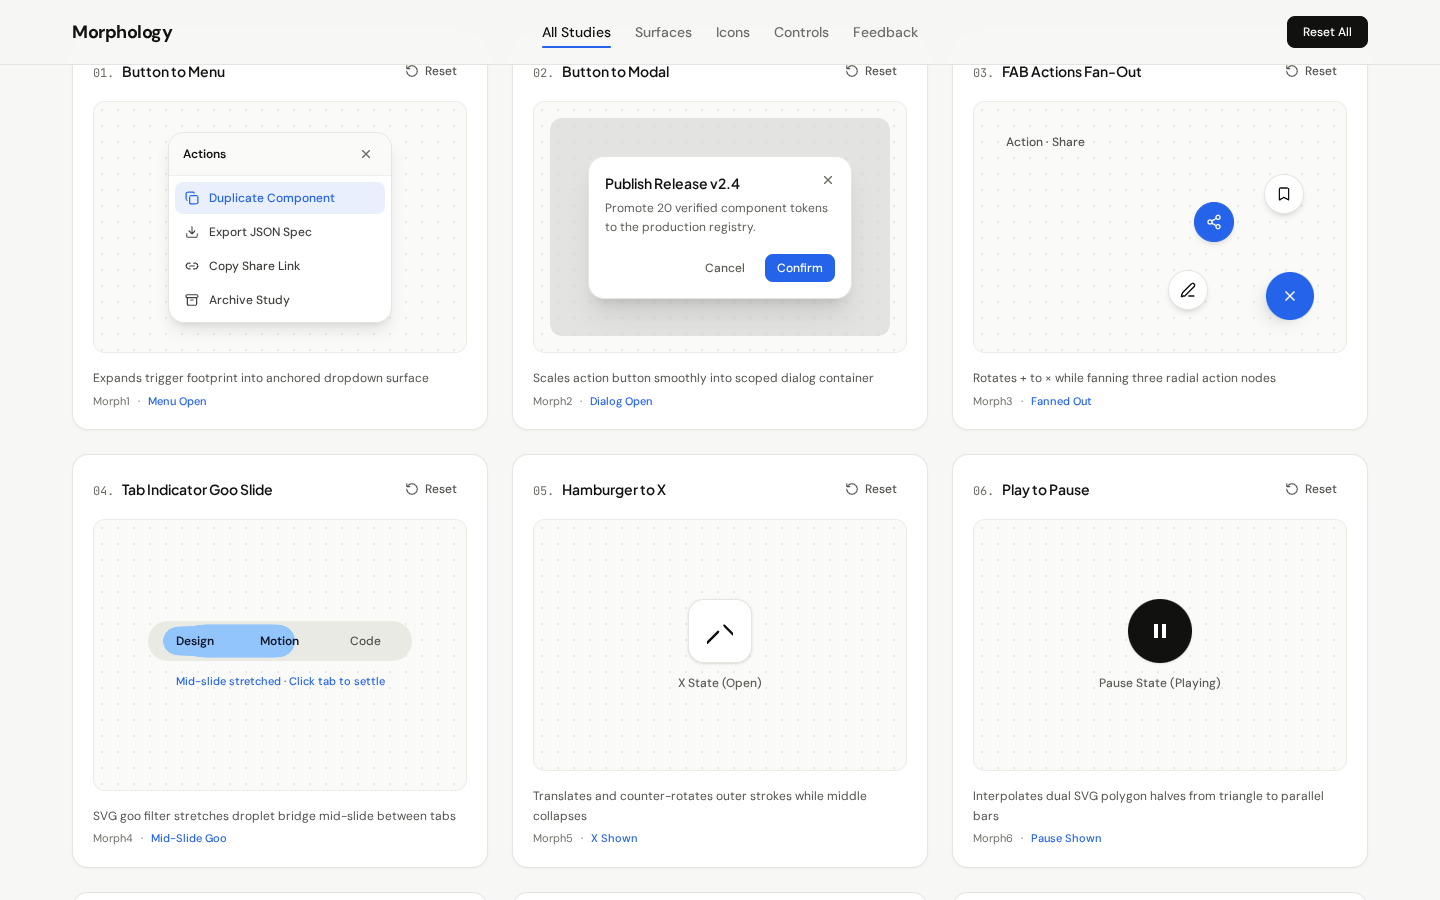 Morphology
All Studies
Surfaces
Icons
Controls
Feedback
Reset All
01. Button to Menu
Reset
Actions
Duplicate Component
Export JSON Spec
Copy Share Link
Archive Study
Expands trigger footprint into anchored dropdown surface
Morph1 · Menu Open
02. Button to Modal
Reset
Publish Release v2.4
Promote 20 verified component tokens
to the production registry.
Cancel
Confirm
Scales action button smoothly into scoped dialog container
Morph2 · Dialog Open
03. FAB Actions Fan-Out
Reset
Action · Share
Rotates + to × while fanning three radial action nodes
Morph3 · Fanned Out
04. Tab Indicator Goo Slide
Reset
Design
Motion
Code
Mid-slide stretched · Click tab to settle
SVG goo filter stretches droplet bridge mid-slide between tabs
Morph4 · Mid-Slide Goo
05. Hamburger to X
Reset
X State (Open)
Translates and counter-rotates outer strokes while middle
collapses
Morph5 · X Shown
06. Play to Pause
Reset
Pause State (Playing)
Interpolates dual SVG polygon halves from triangle to parallel
bars
Morph6 · Pause Shown